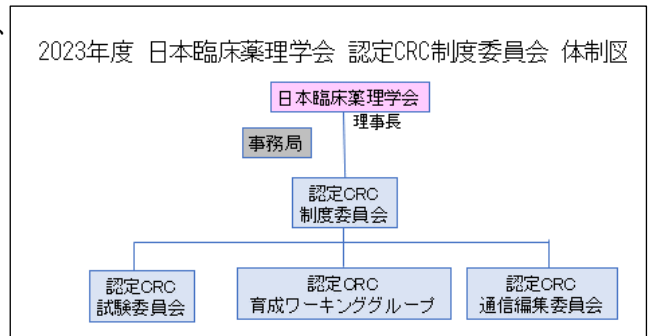 、
2023年度 日本臨床薬理学会 認定CRC制度委員会 体制図
日本臨床薬理学会
理事長
事務局
認定CRC
制度委員会
認定CRC
試験委員会
認定CRC
育成ワーキンググループ
認定CRC
通信編集委員会